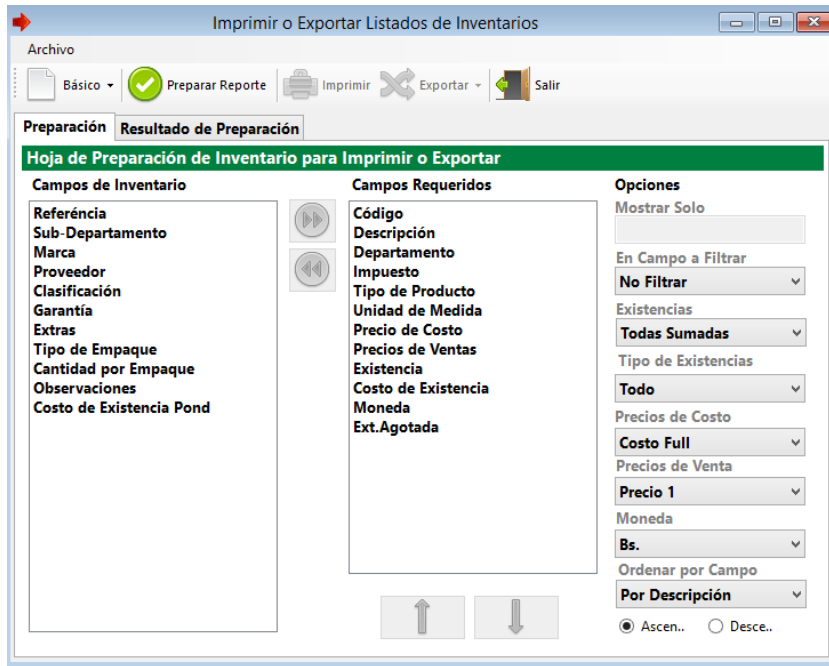 Imprimir o Exportar Listados de Inventarios
Archivo
Básico Preparar Reporte Imprimir Exportar Salir
Preparación Resultado de Preparación
Hoja de Preparación de Inventario para Imprimir o Exportar
Campos de Inventario
Referéncia
Sub-Departamento
Marca
Proveedor
Clasificación
Garantía
Extras
Tipo de Empaque
Cantidad por Empaque
Observaciones
Costo de Existencia Pond
Campos Requeridos
Código
Descripción
Departamento
Impuesto
Tipo de Producto
Unidad de Medida
Precio de Costo
Precios de Ventas
Existencia
Costo de Existencia
Moneda
Ext.Agotada
Opciones
Mostrar Solo
En Campo a Filtrar
No Filtrar
Existencias
Todas Sumadas
Tipo de Existencias
Todo
Precios de Costo
Costo Full
Precios de Venta
Precio 1
Moneda
Bs.
Ordenar por Campo
Por Descripción
Ascen.. Desce..